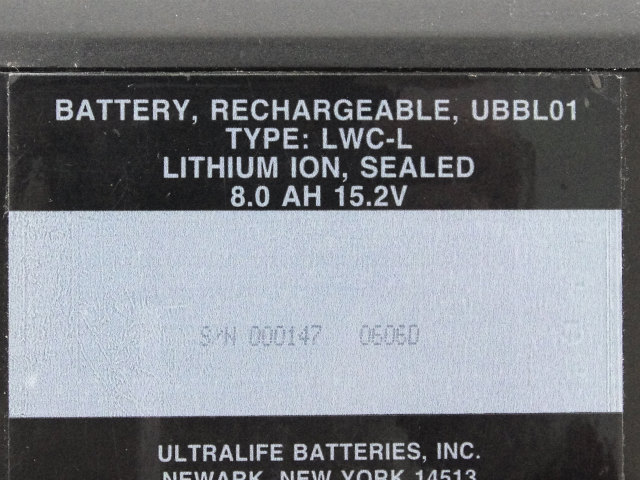 BATTERY, RECHARGEABLE, UBBL01
TYPE: LWC-L
LITHIUM ION, SEALED
8.0 AH 15.2V
S/N 000147 0606D
ULTRALIFE BATTERIES, INC.
NEWARK, NEW YORK 14513